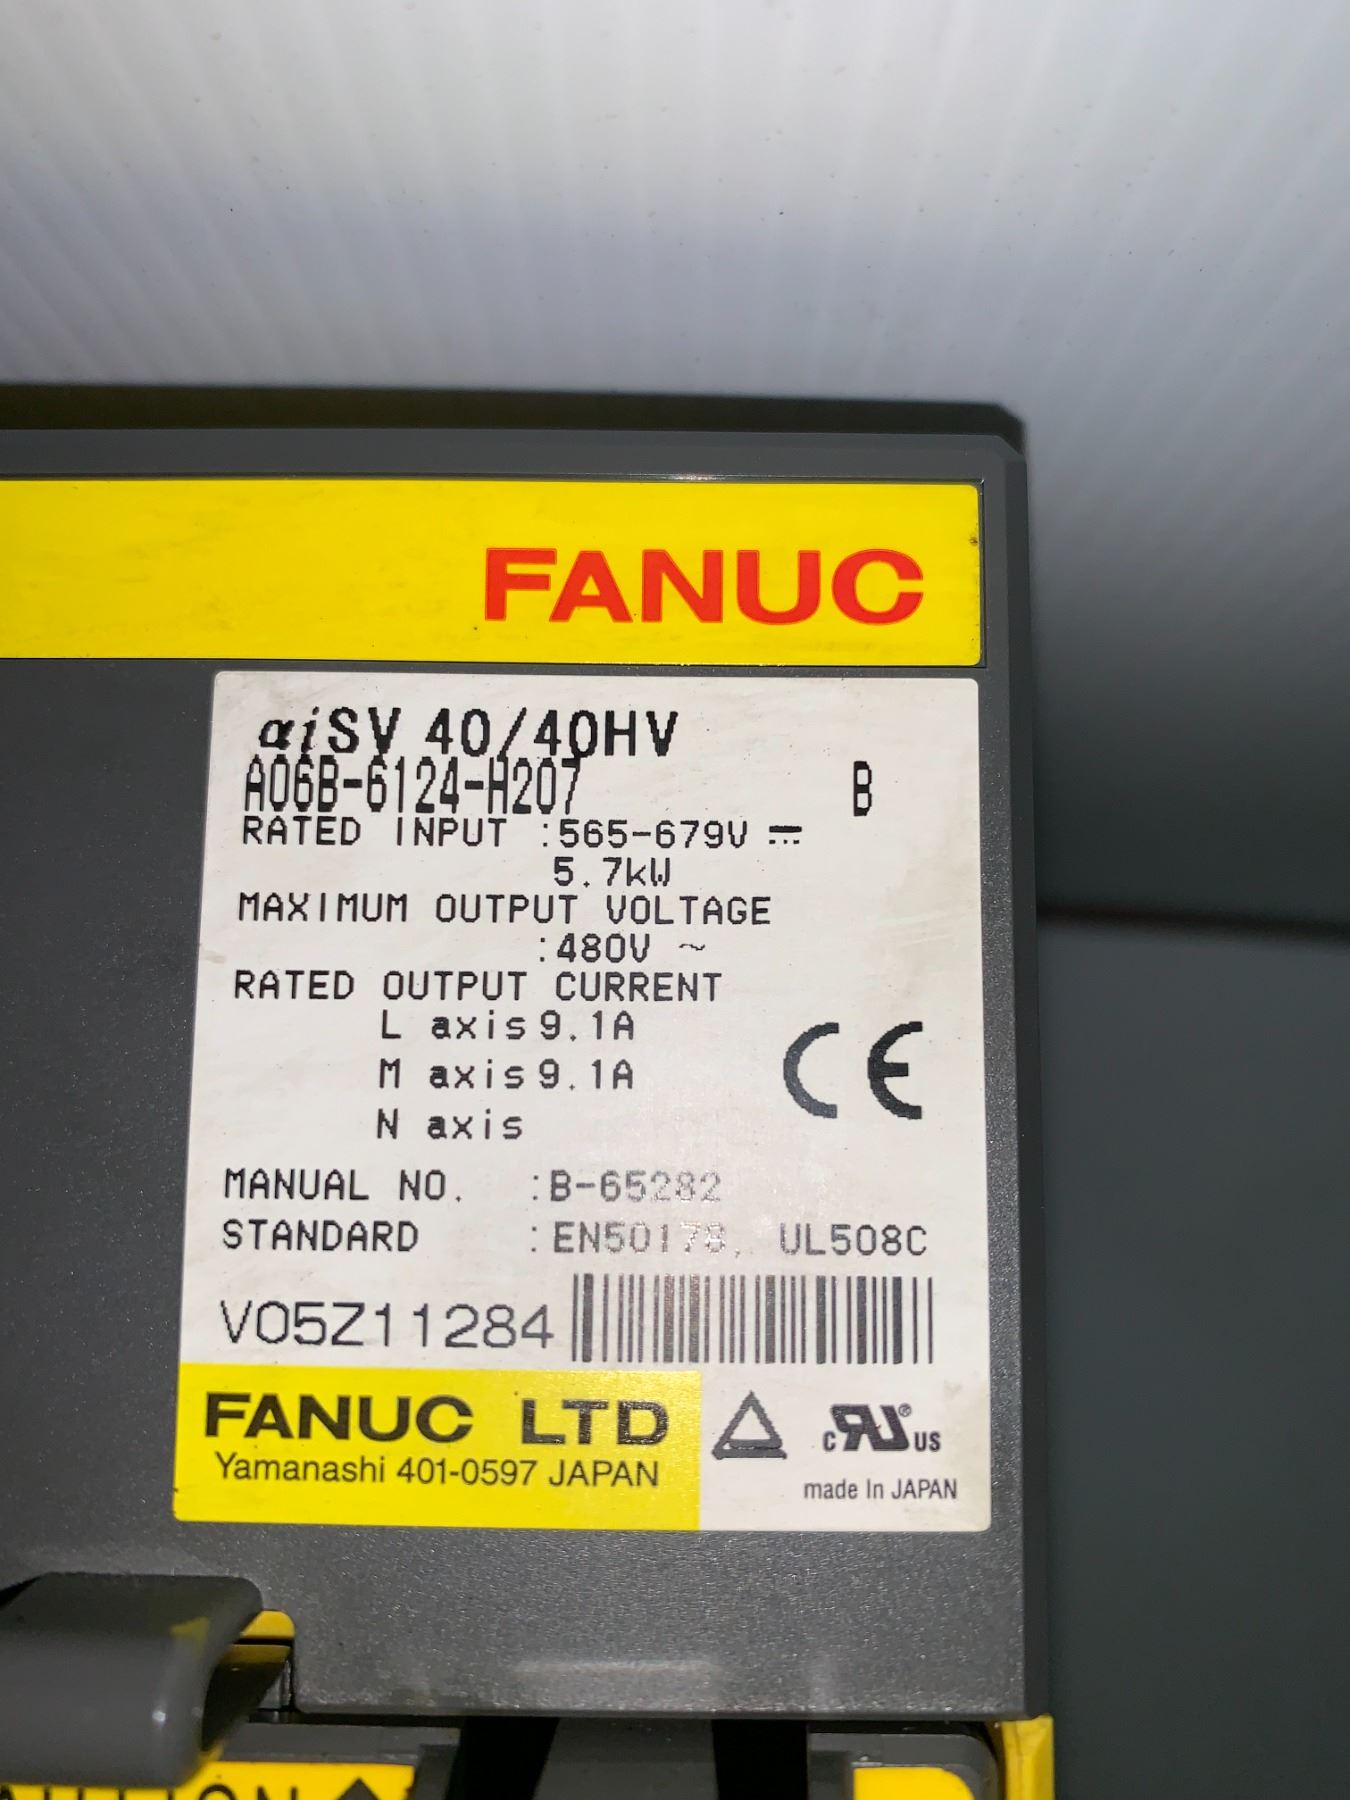 FANUC
αiSV 40/40HV
A06B-6124-H207 B
RATED INPUT :565-679V ⎓
5.7kW
MAXIMUM OUTPUT VOLTAGE
:480V ~
RATED OUTPUT CURRENT
L axis 9.1A
M axis 9.1A
N axis
CE
MANUAL NO. :B-65282
STANDARD :EN50178, UL508C
V05Z11284
FANUC LTD
Yamanashi 401-0597 JAPAN
c RU ® US
made In JAPAN